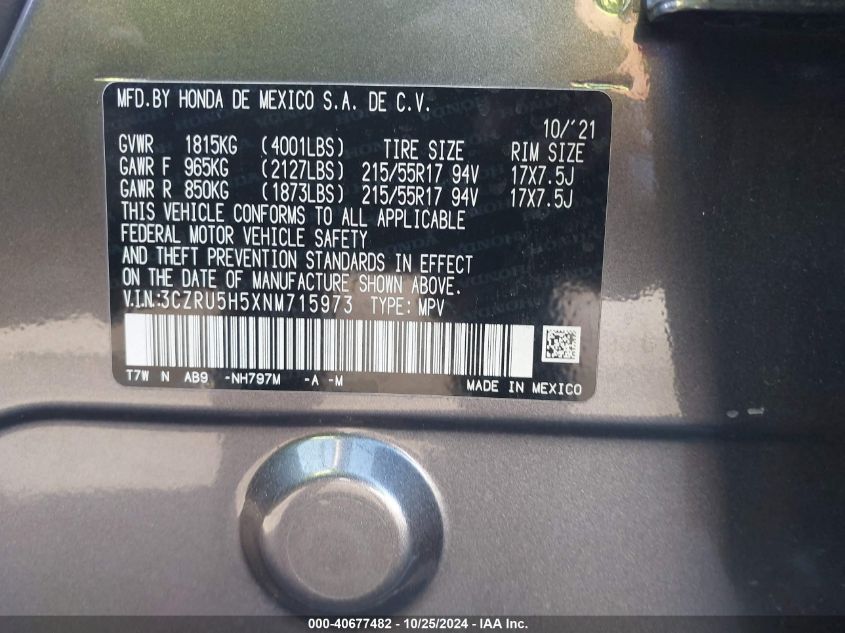 MFD.BY HONDA DE MEXICO S.A. DE C.V.
10/'21
GVWR 1815KG (4001LBS) TIRE SIZE RIM SIZE
GAWR F 965KG (2127LBS) 215/55R17 94V 17X7.5J
GAWR R 850KG (1873LBS) 215/55R17 94V 17X7.5J
THIS VEHICLE CONFORMS TO ALL APPLICABLE
FEDERAL MOTOR VEHICLE SAFETY
AND THEFT PREVENTION STANDARDS IN EFFECT
ON THE DATE OF MANUFACTURE SHOWN ABOVE.
V.I.N.:3CZRU5H5XNM715973 TYPE: MPV
T7W N AB9 -NH797M -A -M MADE IN MEXICO
000-40677482 - 10/25/2024 - IAA Inc.